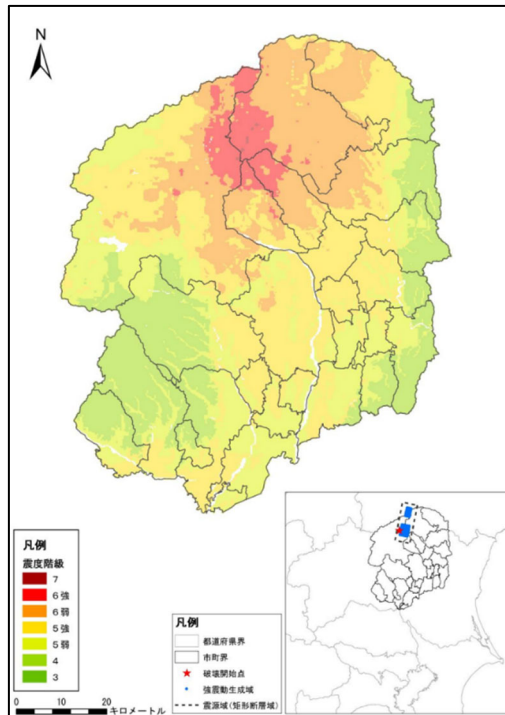 N
凡例
震度階級
7
6強
6弱
5強
5弱
4
3
0 5 10 20
キロメートル
凡例
都道府県界
市町界
破壊開始点
強震動生成域
震源域(矩形断層域)